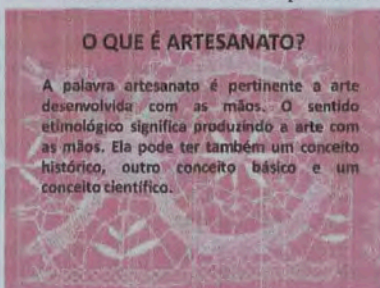 O QUE É ARTESANATO?
A palavra artesanato é pertinente a arte
desenvolvida com as mãos. O sentido
etimológico significa produzindo a arte com
as mãos. Ela pode ter também um conceito
histórico, outro conceito básico e um
conceito científico.